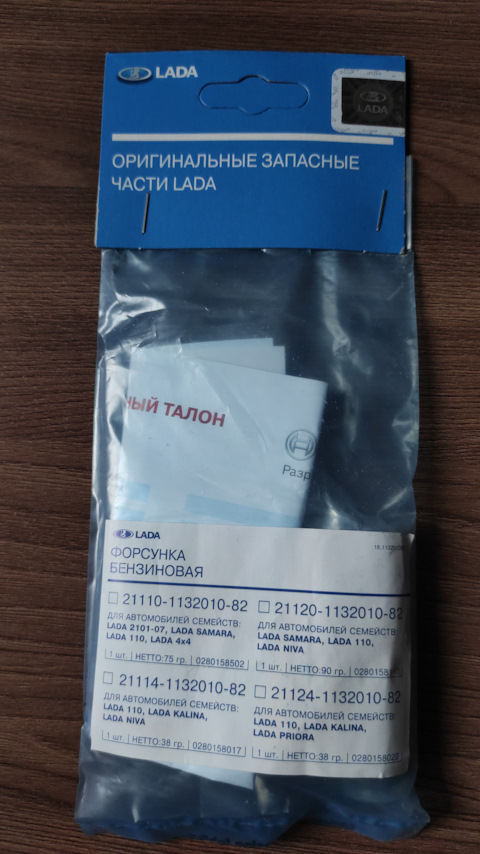 LADA
LADA
ОРИГИНАЛЬНЫЕ ЗАПАСНЫЕ
ЧАСТИ LADA
НЫЙ ТАЛОН
Разр
LADA
ФОРСУНКА
БЕНЗИНОВАЯ
21110-1132010-82
ДЛЯ АВТОМОБИЛЕЙ СЕМЕЙСТВ:
LADA 2101-07, LADA SAMARA,
LADA 110, LADA 4x4
1 шт. НЕТТО:75 гр. 0280158502
21120-1132010-82
ДЛЯ АВТОМОБИЛЕЙ СЕМЕЙСТВ:
LADA SAMARA, LADA 110,
LADA NIVA
1 шт. НЕТТО:90 гр.
21114-1132010-82
ДЛЯ АВТОМОБИЛЕЙ СЕМЕЙСТВ:
LADA 110, LADA KALINA,
LADA NIVA
1 шт. НЕТТО:38 гр. 0280158017
21124-1132010-82
ДЛЯ АВТОМОБИЛЕЙ СЕМЕЙСТВ:
LADA 110, LADA KALINA,
LADA PRIORA
1 шт. НЕТТО:38 гр.